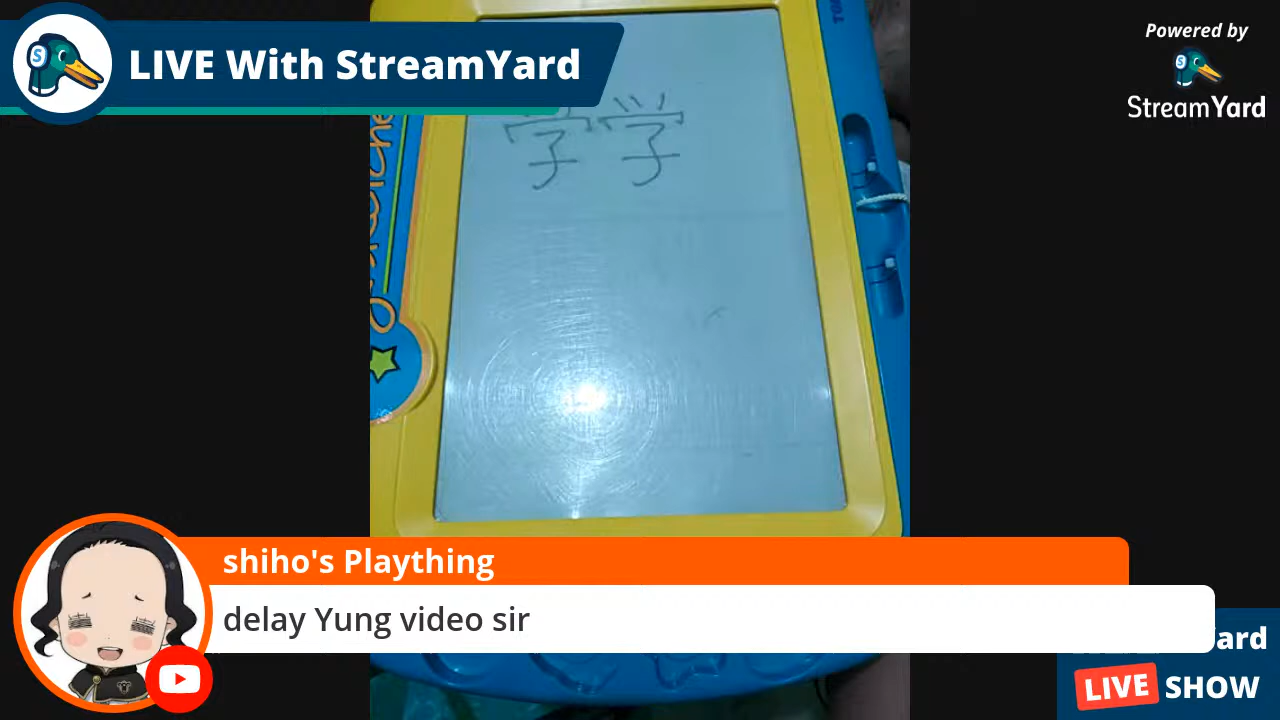 LIVE With StreamYard
Powered by
StreamYard
学学
shiho's Plaything
delay Yung video sir
LIVE SHOW